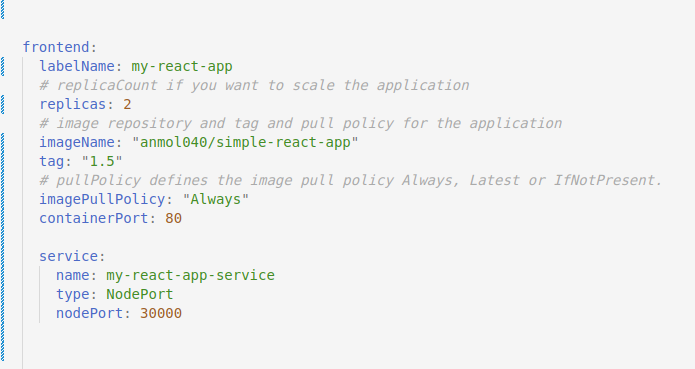 frontend:
labelName: my-react-app
# replicaCount if you want to scale the application
replicas: 2
# image repository and tag and pull policy for the application
imageName: "anmol040/simple-react-app"
tag: "1.5"
# pullPolicy defines the image pull policy Always, Latest or IfNotPresent.
imagePullPolicy: "Always"
containerPort: 80
service:
name: my-react-app-service
type: NodePort
nodePort: 30000